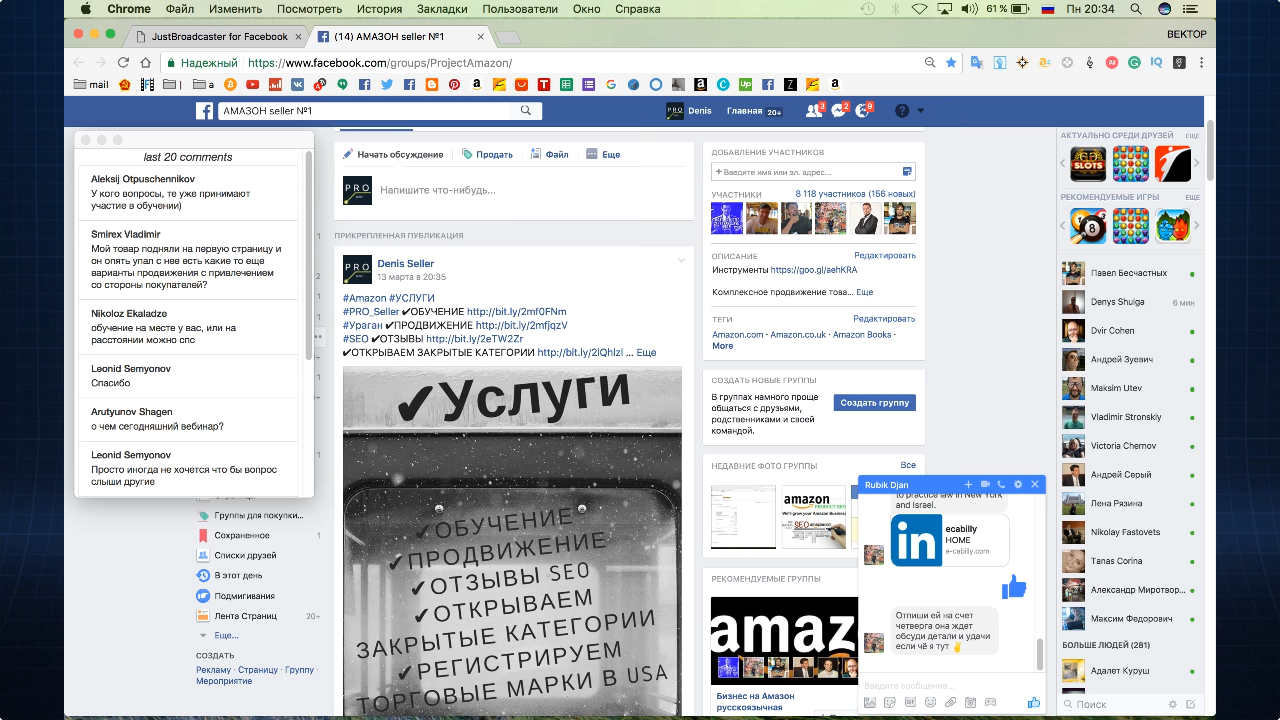 Chrome Файл Изменить Посмотреть История Закладки Пользователи Окно Справка
61 % Пн 20:34
JustBroadcaster for Facebook
(14) АМАЗОН seller №1
ВЕКТОР
Надежный https://www.facebook.com/groups/ProjectAmazon/
mail | a
АМАЗОН seller №1
Denis Главная 20+ 3 2 9
last 20 comments
Aleksij Otpuschennikov
У кого вопросы, те уже принимают
участие в обучении)
Smirex Vladimir
Мой товар подняли на первую страницу и
он опять упал с нее есть какие то еще
варианты продвижения с привлечением
со стороны покупателей?
Nikoloz Ekaladze
обучение на месте у вас, или на
расстоянии можно спс
Leonid Semyonov
Спасибо
Arutyunov Shagen
о чем сегодняшний вебинар?
Leonid Semyonov
Просто иногда не хочется что бы вопрос
слыши другие
Группы для покупки...
Сохраненное 1
Списки друзей
В этот день
Подмигивания
Лента Страниц 20+
Еще...
СОЗДАТЬ
Рекламу · Страницу · Группу ·
Мероприятие
Начать обсуждение Продать Файл Еще
Напишите что-нибудь...
ПРИКРЕПЛЕННАЯ ПУБЛИКАЦИЯ
Denis Seller
13 марта в 20:35
#Amazon #УСЛУГИ
#PRO_Seller ✔ОБУЧЕНИЕ http://bit.ly/2mf0FNm
#Ураган ✔ПРОДВИЖЕНИЕ http://bit.ly/2mfjqzV
#SEO ✔ОТЗЫВЫ http://bit.ly/2eTW2Zr
✔ОТКРЫВАЕМ ЗАКРЫТЫЕ КАТЕГОРИИ http://bit.ly/2lQhlzl ... Еще
✔Услуги
✔ОБУЧЕНИЕ
✔ПРОДВИЖЕНИЕ
✔ОТЗЫВЫ SEO
✔ОТКРЫВАЕМ
ЗАКРЫТЫЕ КАТЕГОРИИ
✔РЕГИСТРИРУЕМ
ТОРГОВЫЕ МАРКИ В USA
ДОБАВЛЕНИЕ УЧАСТНИКОВ
+ Введите имя или эл. адрес...
УЧАСТНИКИ 8 118 участников (156 новых)
ОПИСАНИЕ Редактировать
Инструменты https://goo.gl/aehKRA
Комплексное продвижение това... Еще
ТЕГИ Редактировать
Amazon.com · Amazon.co.uk · Amazon Books ·
More
СОЗДАТЬ НОВЫЕ ГРУППЫ
В группах намного проще
общаться с друзьями,
родственниками и своей
командой.
Создать группу
НЕДАВНИЕ ФОТО ГРУППЫ Все
amazon
SEO
РЕКОМЕНДУЕМЫЕ ГРУППЫ
amaz
Бизнес на Амазон
русскоязычная
Rubik Djan
to practice law in New York
and Israel.
in
ecabilly
HOME
e-cabilly.com
Отпиши ей на счет
четверга она ждет
обсуди детали и удачи
если чё я тут ✌
Введите сообщение...
АКТУАЛЬНО СРЕДИ ДРУЗЕЙ ЕЩЕ
SLOTS
РЕКОМЕНДУЕМЫЕ ИГРЫ ЕЩЕ
8
Павел Бесчастных
Denys Shulga 6 мин
Dvir Cohen
Андрей Зуевич
Maksim Utev
Vladimir Stronskiy
Victoria Chernov
Андрей Серый
Лена Рязина
Nikolay Fastovets
Tanas Corina
Александр Миротвор...
Максим Федорович
БОЛЬШЕ ЛЮДЕЙ (281)
Адалет Куруш
Поиск